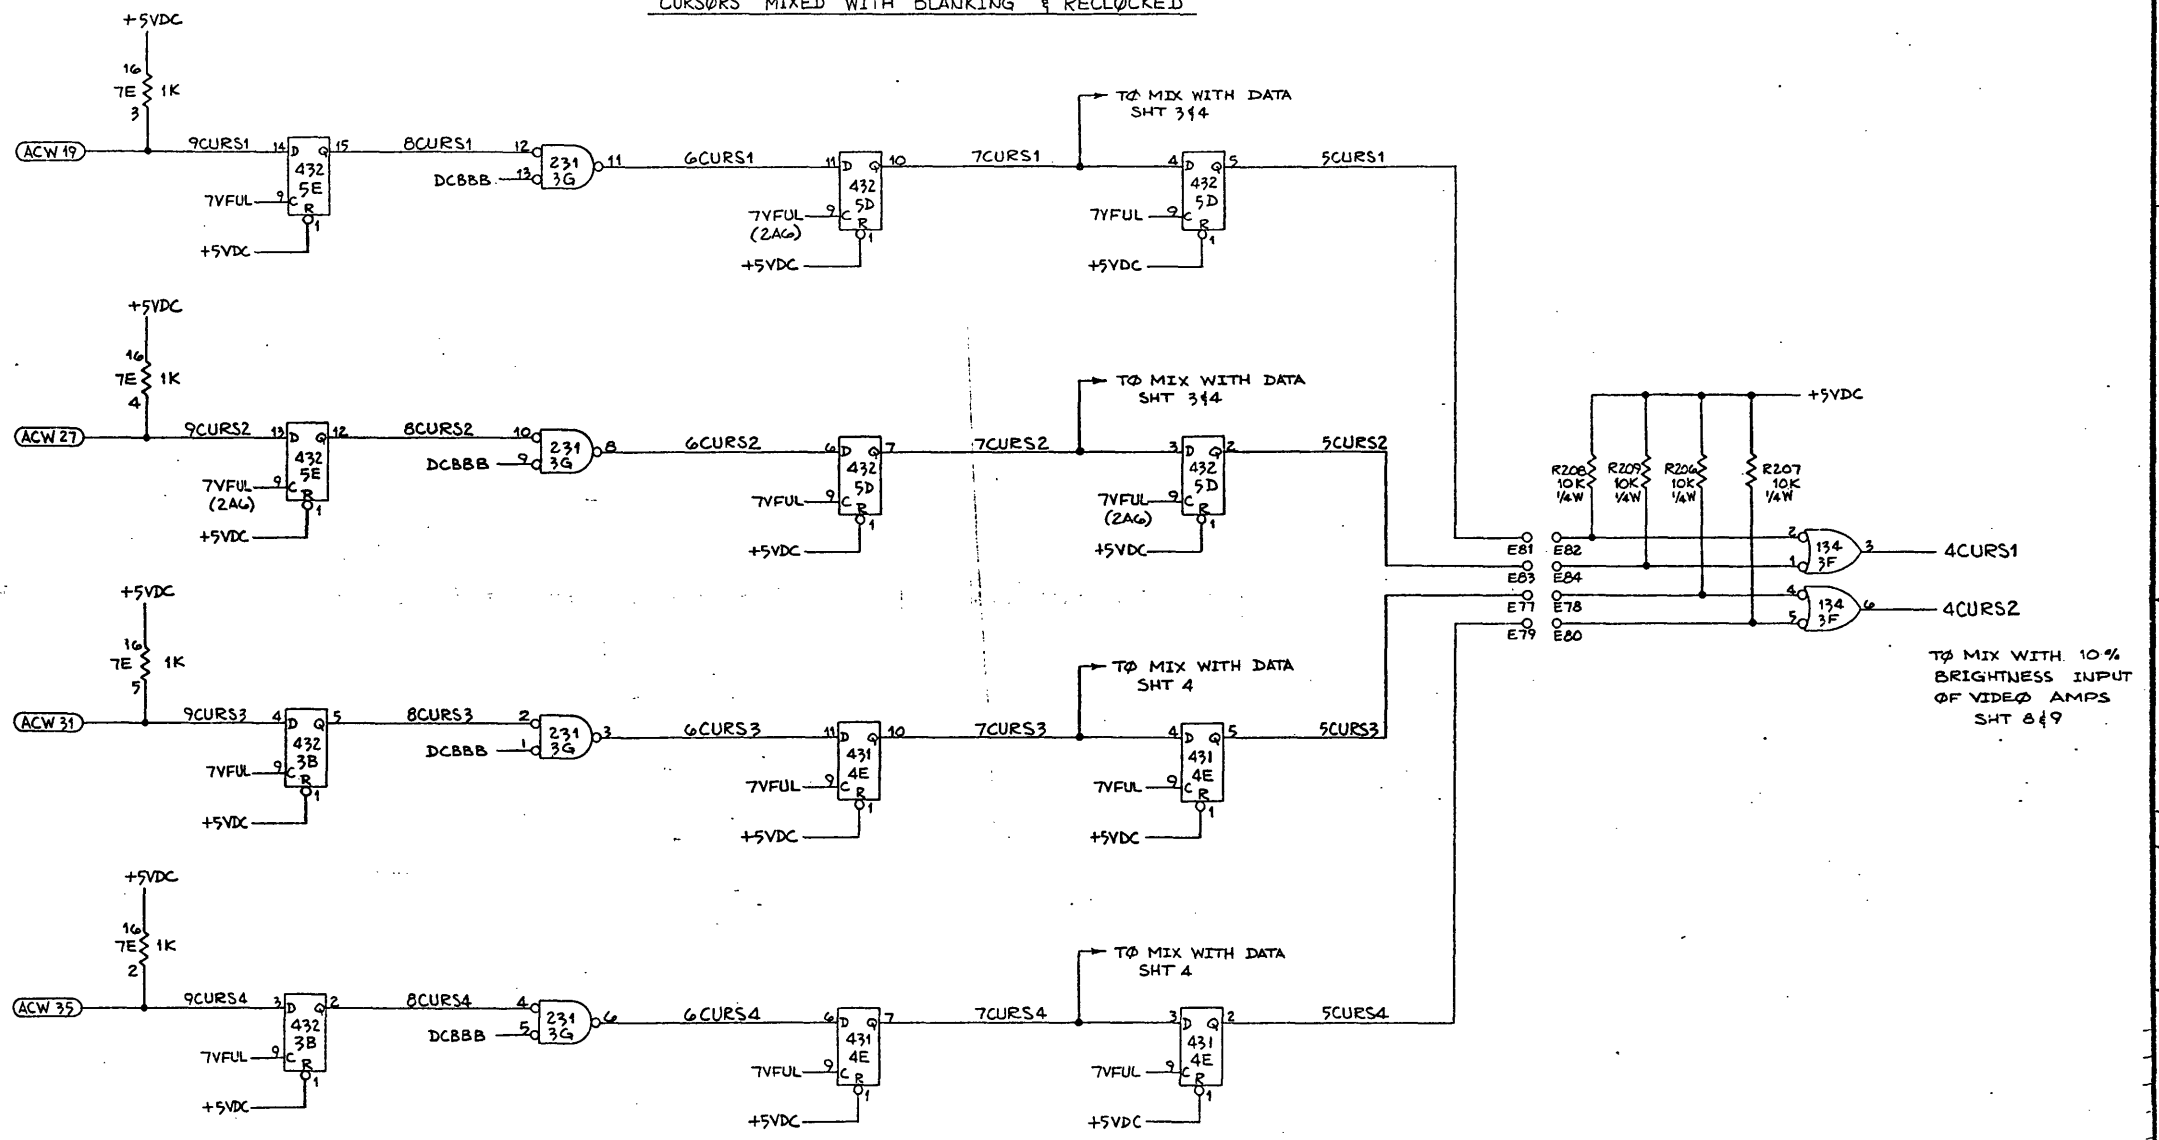 CURSØRS MIXED WITH BLANKING & RECLØCKED
+5VDC
16
7E 1K
3
ACW 19
9CURS1
14 D Q 15
432
5E
7VFUL 9 C
R
1
+5VDC
8CURS1
12
DCBBB 13
231
3G
11
6CURS1
11 D Q 10
432
5D
7VFUL 9 C
(2A6)
R
1
+5VDC
7CURS1
TØ MIX WITH DATA
SHT 3&4
4 D Q 5
432
5D
7VFUL 9 C
R
1
+5VDC
5CURS1
+5VDC
16
7E 1K
4
ACW 27
9CURS2
13 D Q 12
432
5E
7VFUL 9 C
(2A6)
R
1
+5VDC
8CURS2
10
DCBBB 9
231
3G
8
6CURS2
6 D Q 7
432
5D
7VFUL 9 C
R
1
+5VDC
7CURS2
TØ MIX WITH DATA
SHT 3&4
3 D Q 2
432
5D
7VFUL 9 C
(2A6)
R
1
+5VDC
5CURS2
+5VDC
16
7E 1K
5
ACW 31
9CURS3
4 D Q 5
432
3B
7VFUL 9 C
R
1
+5VDC
8CURS3
2
DCBBB 1
231
3G
3
6CURS3
11 D Q 10
431
4E
7VFUL 9 C
R
1
+5VDC
7CURS3
TØ MIX WITH DATA
SHT 4
4 D Q 5
431
4E
7VFUL 9 C
R
1
+5VDC
5CURS3
+5VDC
16
7E 1K
2
ACW 35
9CURS4
3 D Q 2
432
3B
7VFUL 9 C
R
1
+5VDC
8CURS4
4
DCBBB 5
231
3G
6
6CURS4
6 D Q 7
431
4E
7VFUL 9 C
R
1
+5VDC
7CURS4
TØ MIX WITH DATA
SHT 4
3 D Q 2
431
4E
7VFUL 9 C
R
1
+5VDC
5CURS4
+5VDC
R208 10K 1/4W
R209 10K 1/4W
R206 10K 1/4W
R207 10K 1/4W
E81 E82
E83 E84
E77 E78
E79 E80
2
1
134
3F
3
4CURS1
4
5
134
3F
6
4CURS2
TØ MIX WITH 10%
BRIGHTNESS INPUT
ØF VIDEØ AMPS
SHT 8&9